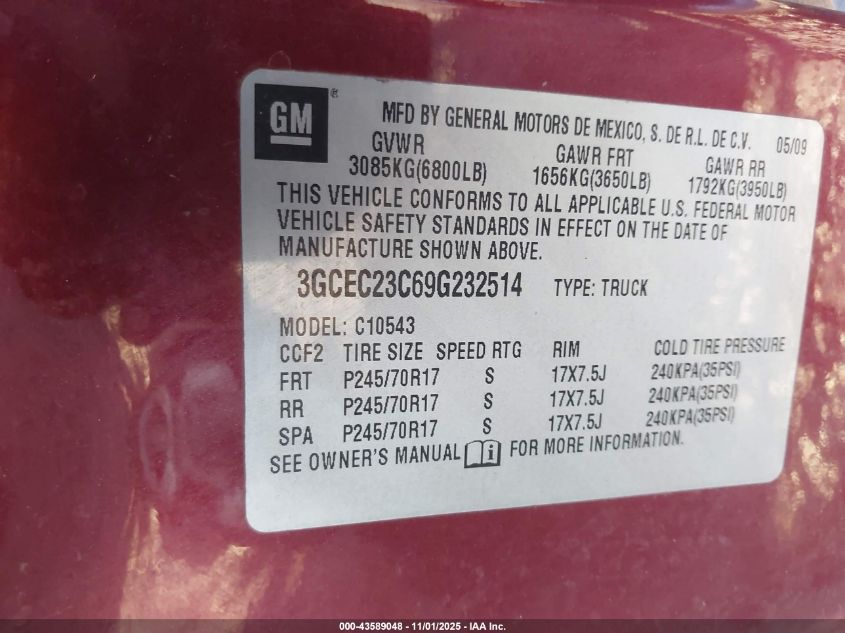 GM ®
MFD BY GENERAL MOTORS DE MEXICO, S. DE R.L. DE C.V. 05/09
GVWR GAWR FRT GAWR RR
3085KG(6800LB) 1656KG(3650LB) 1792KG(3950LB)
THIS VEHICLE CONFORMS TO ALL APPLICABLE U.S. FEDERAL MOTOR
VEHICLE SAFETY STANDARDS IN EFFECT ON THE DATE OF
MANUFACTURE SHOWN ABOVE.
3GCEC23C69G232514 TYPE: TRUCK
MODEL: C10543
CCF2 TIRE SIZE SPEED RTG RIM COLD TIRE PRESSURE
FRT P245/70R17 S 17X7.5J 240KPA(35PSI)
RR P245/70R17 S 17X7.5J 240KPA(35PSI)
SPA P245/70R17 S 17X7.5J 240KPA(35PSI)
SEE OWNER'S MANUAL i FOR MORE INFORMATION.
000-43589048 - 11/01/2025 - IAA Inc.